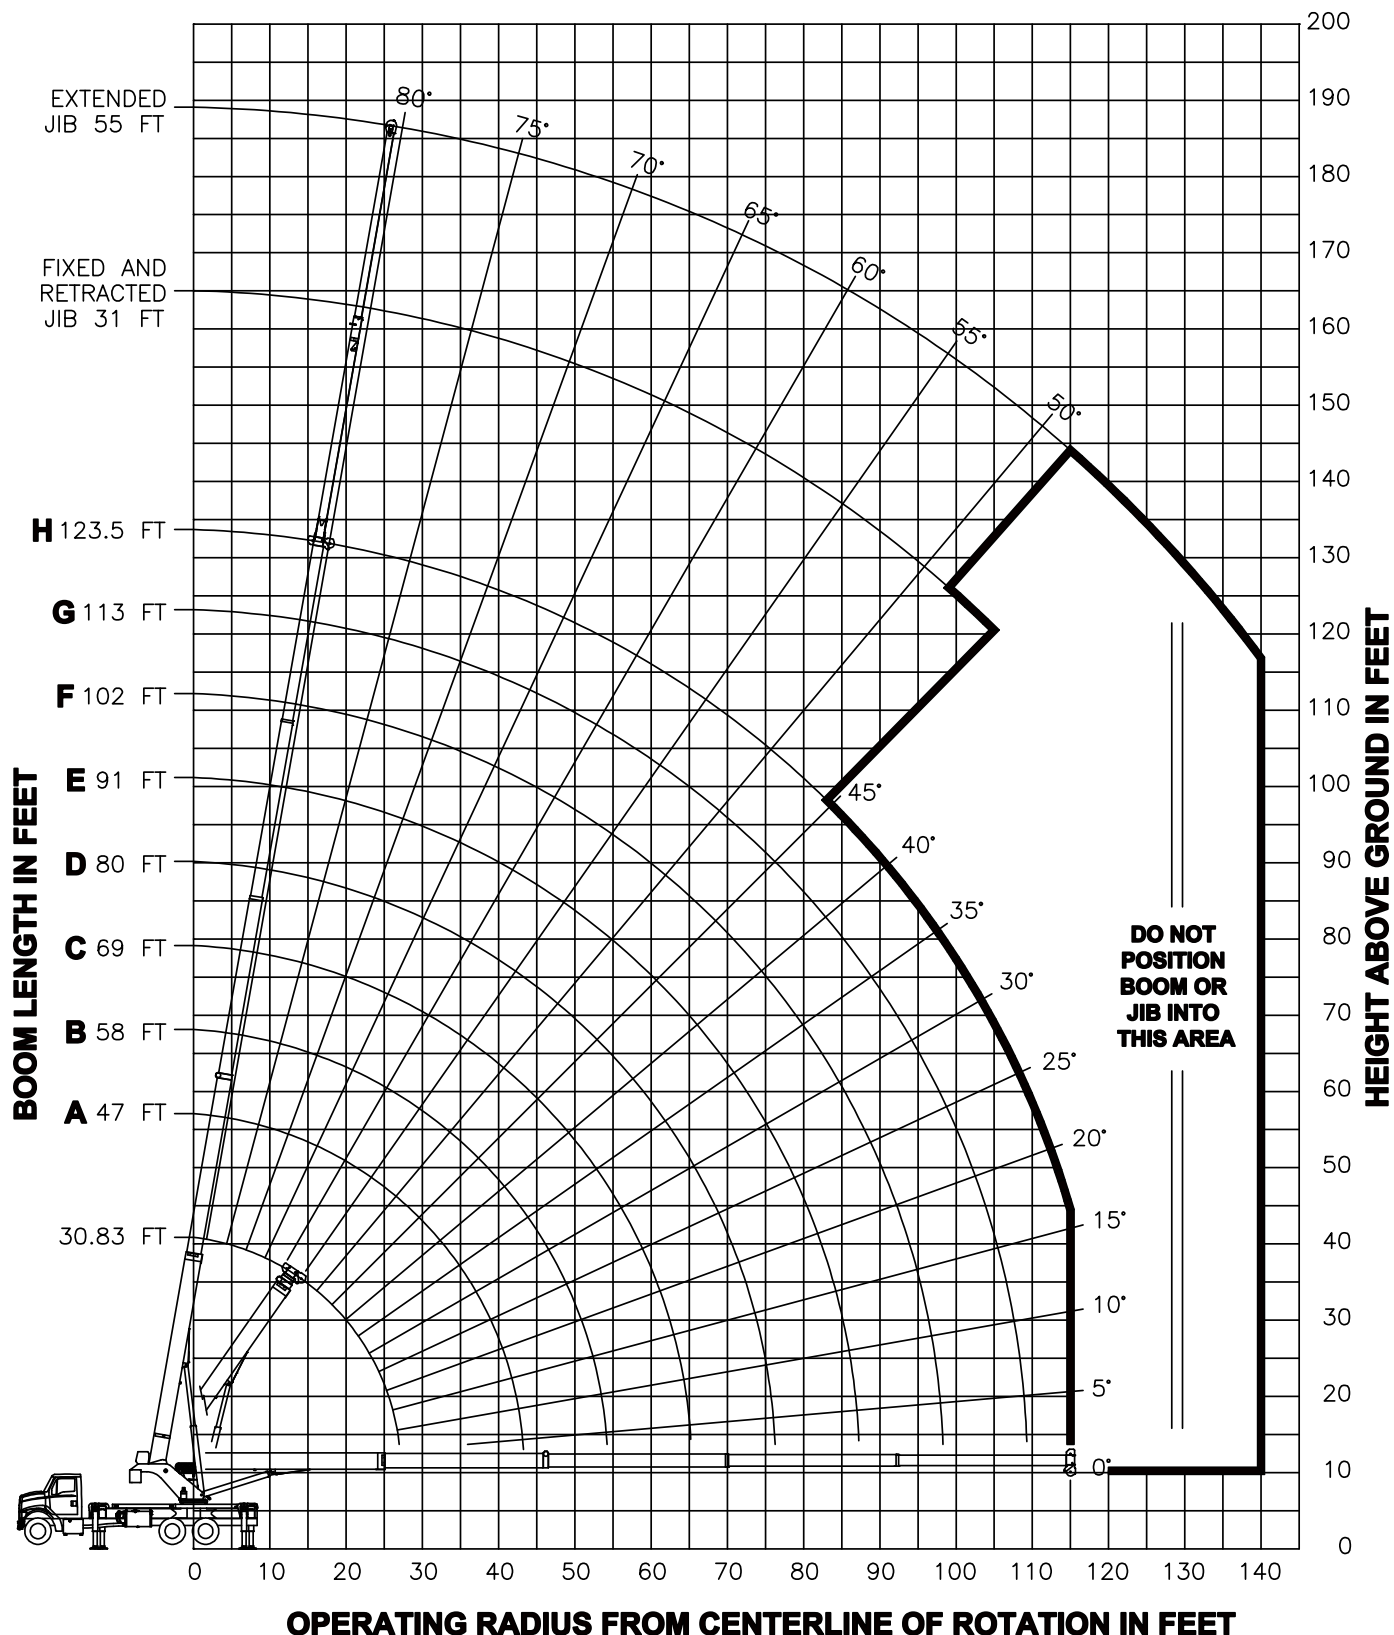 EXTENDED
JIB 55 FT
FIXED AND
RETRACTED
JIB 31 FT
H 123.5 FT
G 113 FT
F 102 FT
E 91 FT
D 80 FT
C 69 FT
B 58 FT
A 47 FT
30.83 FT
BOOM LENGTH IN FEET
80°
75°
70°
65°
60°
55°
50°
45°
40°
35°
30°
25°
20°
15°
10°
5°
0°
DO NOT
POSITION
BOOM OR
JIB INTO
THIS AREA
200
190
180
170
160
150
140
130
120
110
100
90
80
70
60
50
40
30
20
10
0
HEIGHT ABOVE GROUND IN FEET
0 10 20 30 40 50 60 70 80 90 100 110 120 130 140
OPERATING RADIUS FROM CENTERLINE OF ROTATION IN FEET